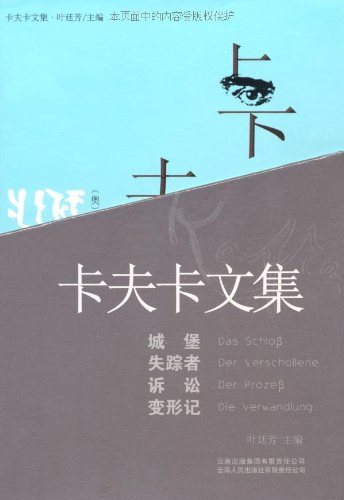 卡夫卡文集·叶廷芳/主编 本页面中的内容受版权保护
卡
夫
(奥)
卡夫卡文集
城堡 Das Schloß
失踪者 Der Verschollene
诉讼 Der Prozeß
变形记 Die Verwandlung
叶廷芳 主编
云南出版集团有限责任公司
云南人民出版社有限责任公司